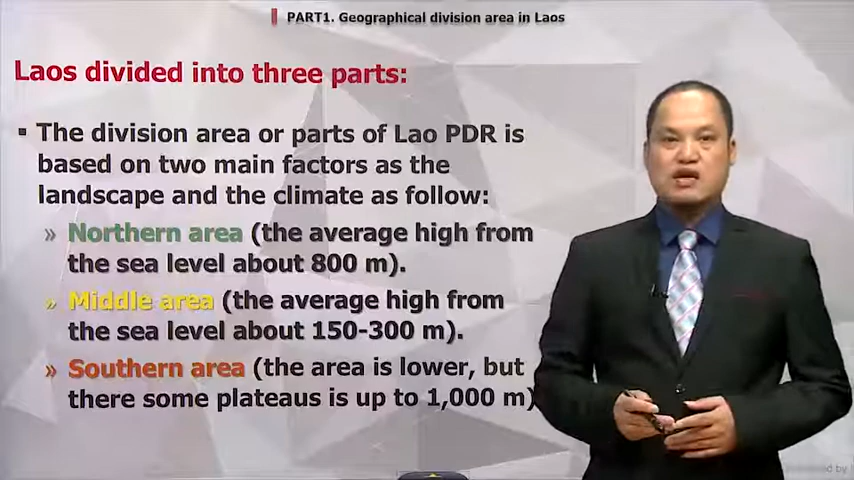 PART1. Geographical division area in Laos
Laos divided into three parts:
▪ The division area or parts of Lao PDR is
based on two main factors as the
landscape and the climate as follow:
» Northern area (the average high from
the sea level about 800 m).
» Middle area (the average high from
the sea level about 150-300 m).
» Southern area (the area is lower, but
there some plateaus is up to 1,000 m)